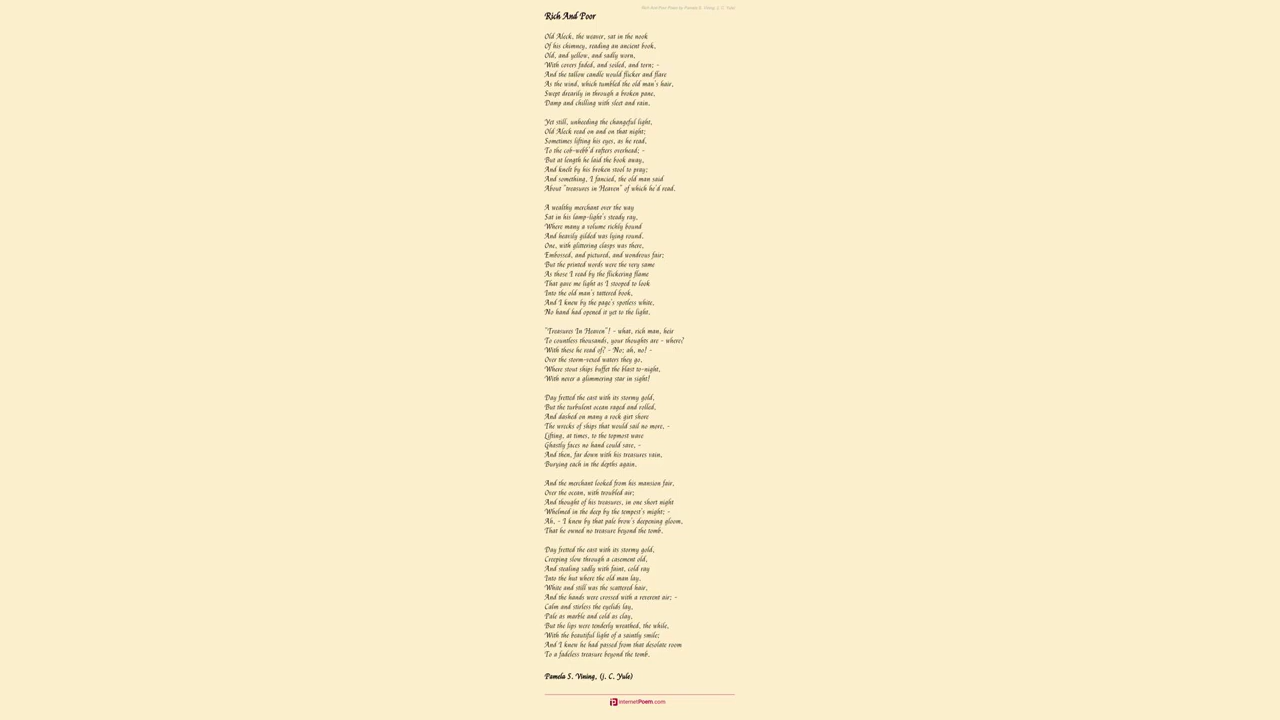 Rich And Poor Poem by Pamela S. Vining, (j. C. Yule)
Rich And Poor
Old Aleck, the weaver, sat in the nook
Of his chimney, reading an ancient book,
Old, and yellow, and sadly worn,
With covers faded, and soiled, and torn; -
And the tallow candle would flicker and flare
As the wind, which tumbled the old man's hair,
Swept drearily in through a broken pane,
Damp and chilling with sleet and rain.
Yet still, unheeding the changeful light,
Old Aleck read on and on that night;
Sometimes lifting his eyes, as he read,
To the cob-webb'd rafters overhead; -
But at length he laid the book away,
And knelt by his broken stool to pray;
And something, I fancied, the old man said
About "treasures in Heaven" of which he'd read.
A wealthy merchant over the way
Sat in his lamp-light's steady ray,
Where many a volume richly bound
And heavily gilded was lying round.
One, with glittering clasps was there,
Embossed, and pictured, and wondrous fair;
But the printed words were the very same
As those I read by the flickering flame
That gave me light as I stooped to look
Into the old man's tattered book,
And I knew by the page's spotless white,
No hand had opened it yet to the light.
"Treasures In Heaven"! - what, rich man, heir
To countless thousands, your thoughts are - where?
With these he read of? - No; ah, no! -
Over the storm-vexed waters they go,
Where stout ships buffet the blast to-night,
With never a glimmering star in sight!
Day fretted the east with its stormy gold,
But the turbulent ocean raged and rolled,
And dashed on many a rock girt shore
The wrecks of ships that would sail no more, -
Lifting, at times, to the topmost wave
Ghastly faces no hand could save, -
And then, far down with his treasures vain,
Burying each in the depths again.
And the merchant looked from his mansion fair,
Over the ocean, with troubled air;
And thought of his treasures, in one short night
Whelmed in the deep by the tempest's might; -
Ah, - I knew by that pale brow's deepening gloom,
That he owned no treasure beyond the tomb.
Day fretted the east with its stormy gold,
Creeping slow through a casement old,
And stealing sadly with faint, cold ray
Into the hut where the old man lay.
White and still was the scattered hair,
And the hands were crossed with a reverent air; -
Calm and stirless the eyelids lay,
Pale as marble and cold as clay,
But the lips were tenderly wreathed, the while,
With the beautiful light of a saintly smile;
And I knew he had passed from that desolate room
To a fadeless treasure beyond the tomb.
Pamela S. Vining, (j. C. Yule)
InternetPoem.com